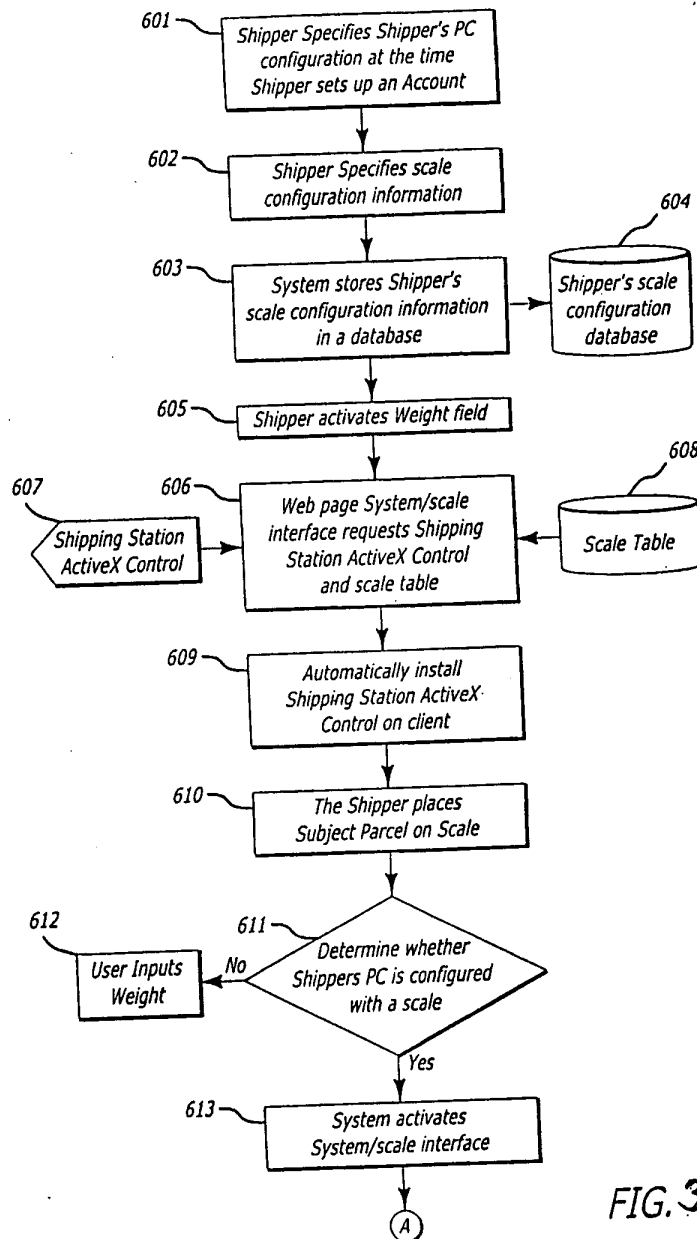 601
Shipper Specifies Shipper's PC
configuration at the time
Shipper sets up an Account
602
Shipper Specifies scale
configuration information
603
System stores Shipper's
scale configuration information
in a database
604
Shipper's scale
configuration
database
605
Shipper activates Weight field
606
Web page System/scale
interface requests Shipping
Station ActiveX Control
and scale table
607
Shipping Station
ActiveX Control
608
Scale Table
609
Automatically install
Shipping Station ActiveX
Control on client
610
The Shipper places
Subject Parcel on Scale
611
Determine whether
Shippers PC is configured
with a scale
No
612
User Inputs
Weight
Yes
613
System activates
System/scale interface
A
FIG. 3